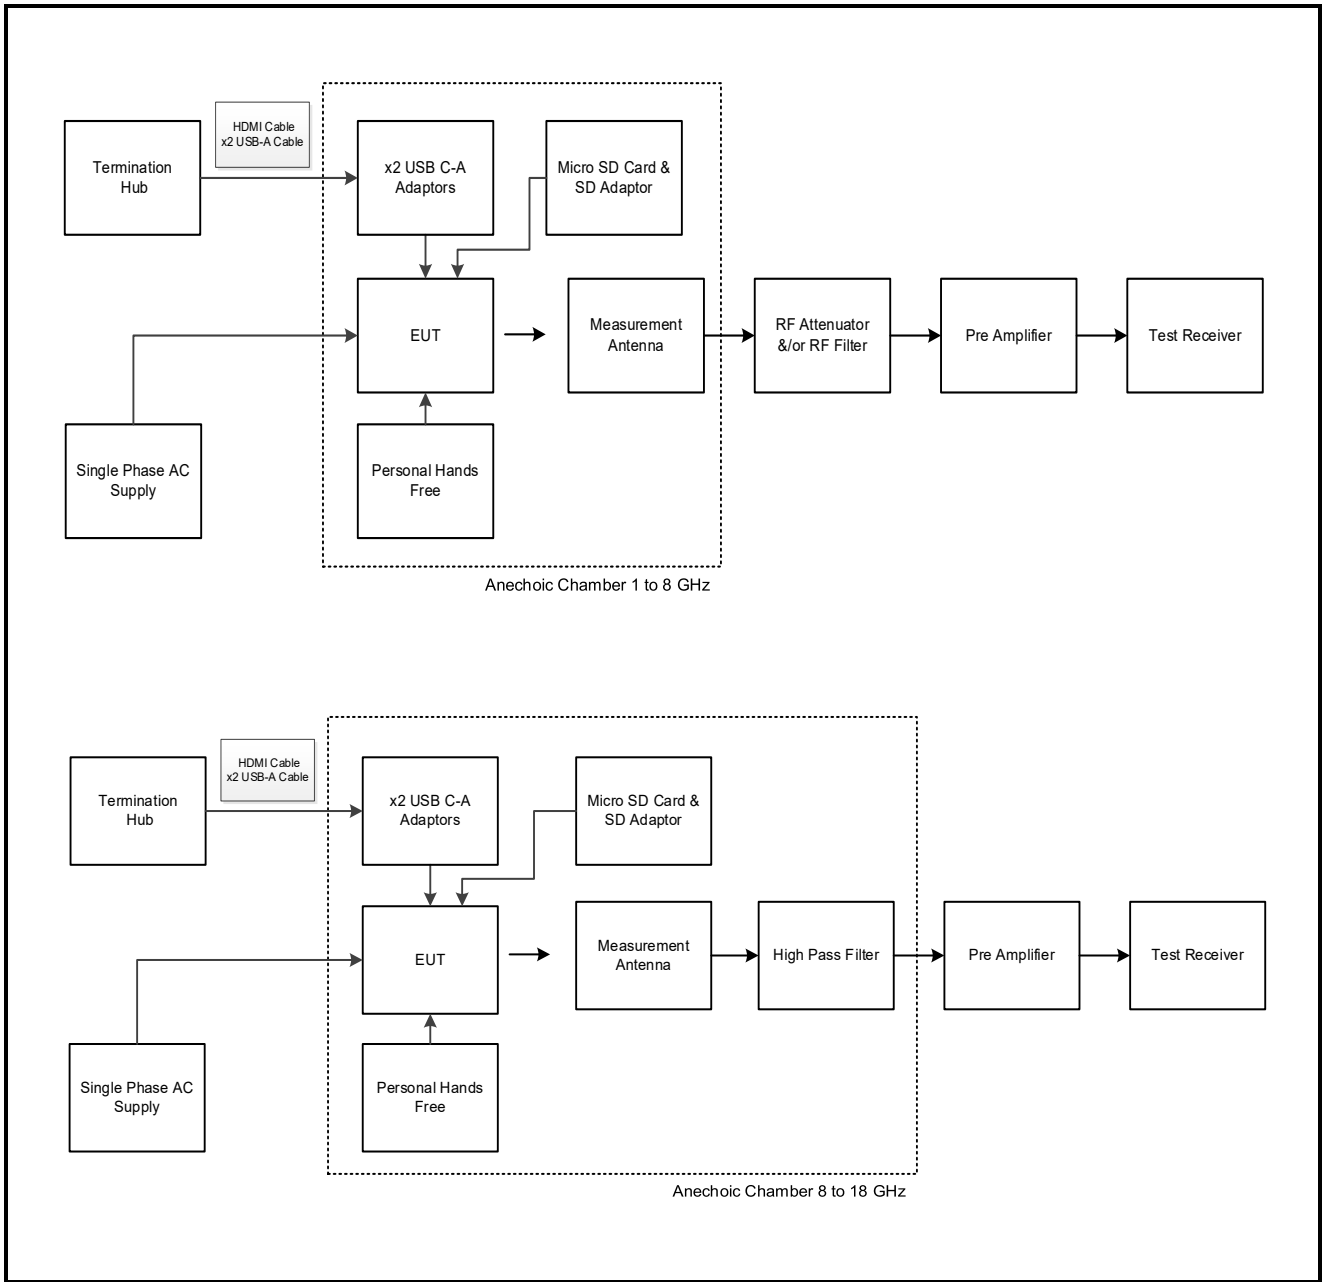 HDMI Cable
x2 USB-A Cable
Termination
Hub
x2 USB C-A
Adaptors
Micro SD Card &
SD Adaptor
EUT
Measurement
Antenna
RF Attenuator
&/or RF Filter
Pre Amplifier
Test Receiver
Single Phase AC
Supply
Personal Hands
Free
Anechoic Chamber 1 to 8 GHz
HDMI Cable
x2 USB-A Cable
Termination
Hub
x2 USB C-A
Adaptors
Micro SD Card &
SD Adaptor
EUT
Measurement
Antenna
High Pass Filter
Pre Amplifier
Test Receiver
Single Phase AC
Supply
Personal Hands
Free
Anechoic Chamber 8 to 18 GHz